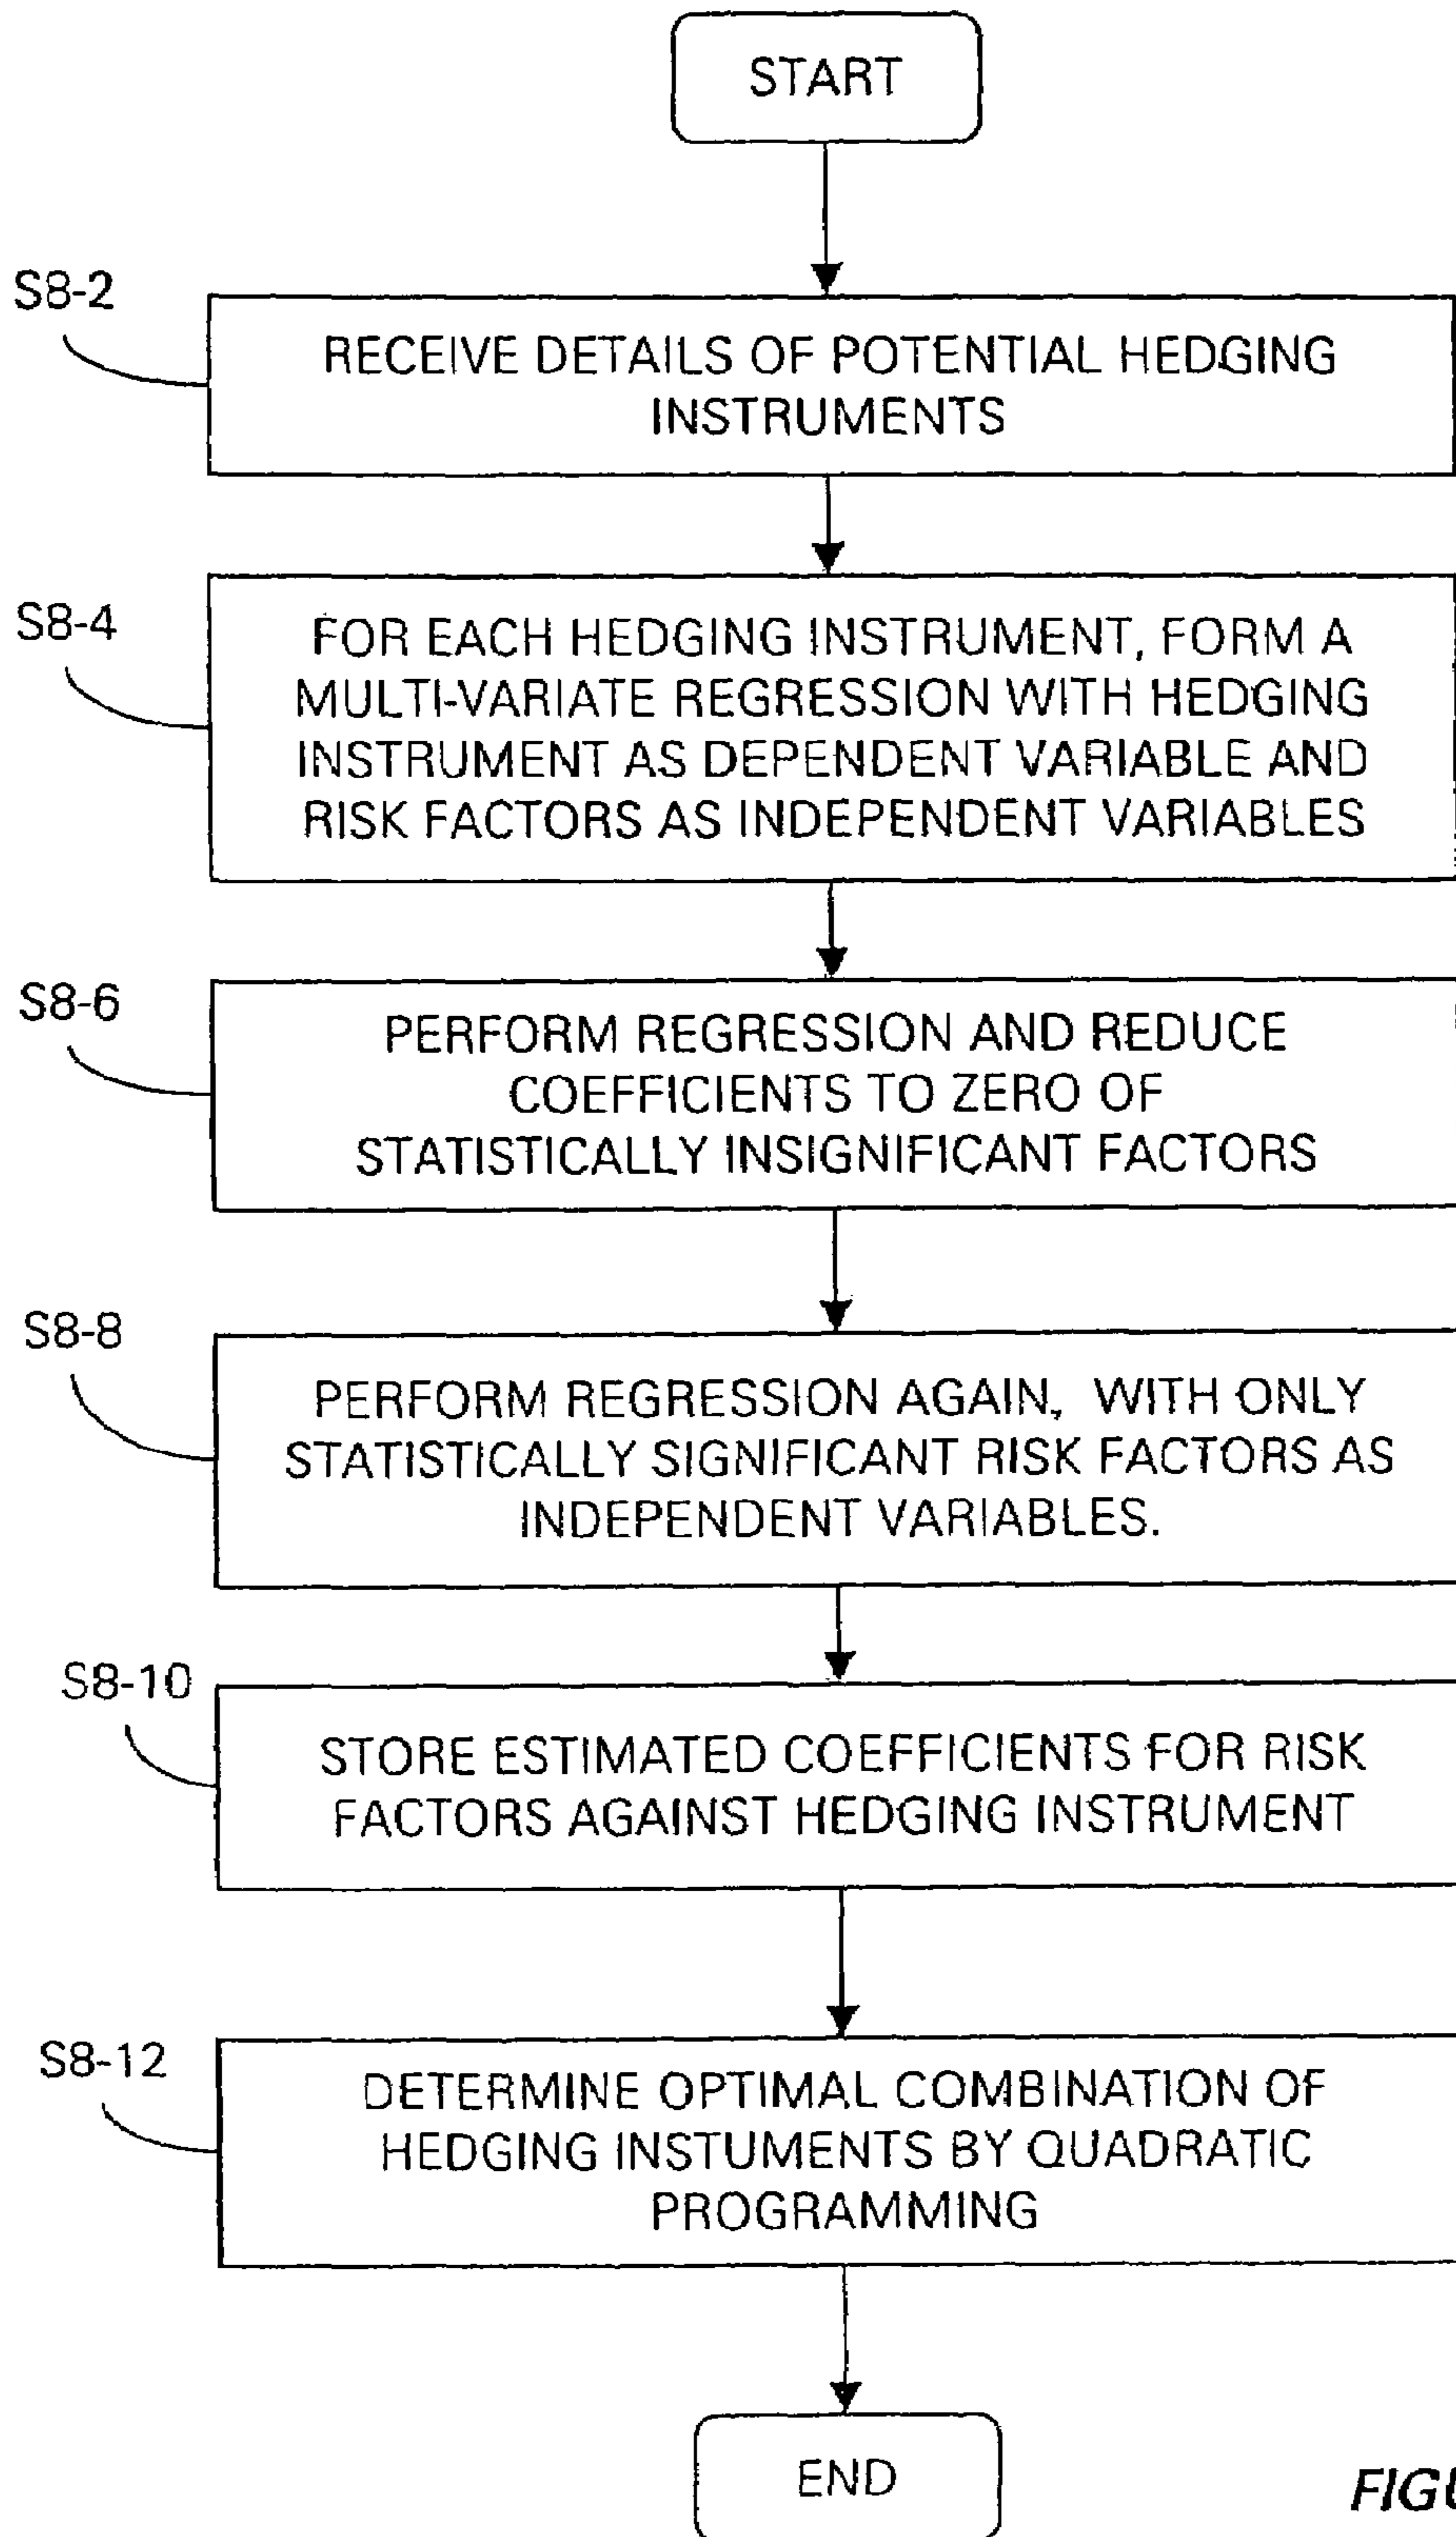 START
S8-2
RECEIVE DETAILS OF POTENTIAL HEDGING
INSTRUMENTS
S8-4
FOR EACH HEDGING INSTRUMENT, FORM A
MULTI-VARIATE REGRESSION WITH HEDGING
INSTRUMENT AS DEPENDENT VARIABLE AND
RISK FACTORS AS INDEPENDENT VARIABLES
S8-6
PERFORM REGRESSION AND REDUCE
COEFFICIENTS TO ZERO OF
STATISTICALLY INSIGNIFICANT FACTORS
S8-8
PERFORM REGRESSION AGAIN, WITH ONLY
STATISTICALLY SIGNIFICANT RISK FACTORS AS
INDEPENDENT VARIABLES.
S8-10
STORE ESTIMATED COEFFICIENTS FOR RISK
FACTORS AGAINST HEDGING INSTRUMENT
S8-12
DETERMINE OPTIMAL COMBINATION OF
HEDGING INSTUMENTS BY QUADRATIC
PROGRAMMING
END